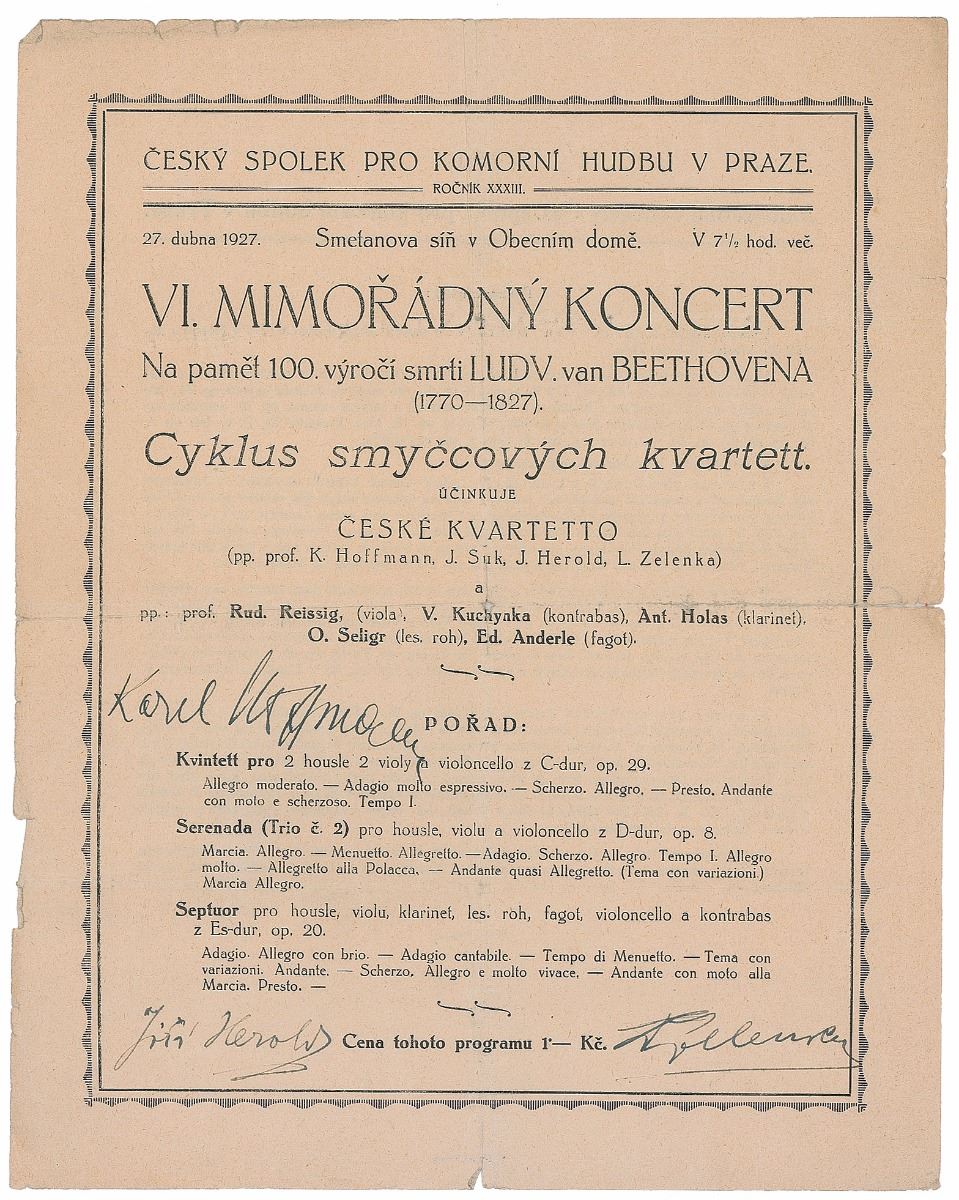 ČESKÝ SPOLEK PRO KOMORNÍ HUDBU V PRAZE.
ROČNÍK XXXIII.
27. dubna 1927. Smetanova síň v Obecním domě. V 7½ hod. več.
VI. MIMOŘÁDNÝ KONCERT
Na pamět 100. výročí smrti LUDV. van BEETHOVENA
(1770—1827).
Cyklus smyčcových kvartett.
ÚČINKUJE
ČESKÉ KVARTETTO
(pp. prof. K. Hoffmann, J. Suk, J. Herold, L. Zelenka)
a
pp.: prof. Rud. Reissig, (viola), V. Kuchynka (kontrabas), Ant. Holas (klarinet),
O. Seligr (les. roh), Ed. Anderle (fagot).
Karel Hoffmann
POŘAD:
Kvintett pro 2 housle 2 violy a violoncello z C-dur, op. 29.
Allegro moderato. — Adagio molto espressivo. — Scherzo. Allegro. — Presto. Andante
con moto e scherzoso. Tempo I.
Serenada (Trio č. 2) pro housle, violu a violoncello z D-dur, op. 8.
Marcia. Allegro. — Menuetto. Allegretto. — Adagio. Scherzo. Allegro. Tempo I. Allegro
molto. — Allegretto alla Polacca. — Andante quasi Allegretto. (Tema con variazioni.)
Marcia Allegro.
Septuor pro housle, violu, klarinet, les. roh, fagot, violoncello a kontrabas
z Es-dur, op. 20.
Adagio. Allegro con brio. — Adagio cantabile. — Tempo di Menuetto. — Tema con
variazioni. Andante. — Scherzo. Allegro e molto vivace. — Andante con moto alla
Marcia. Presto. —
Jiří Herold Cena tohoto programu 1·— Kč. LZelenka